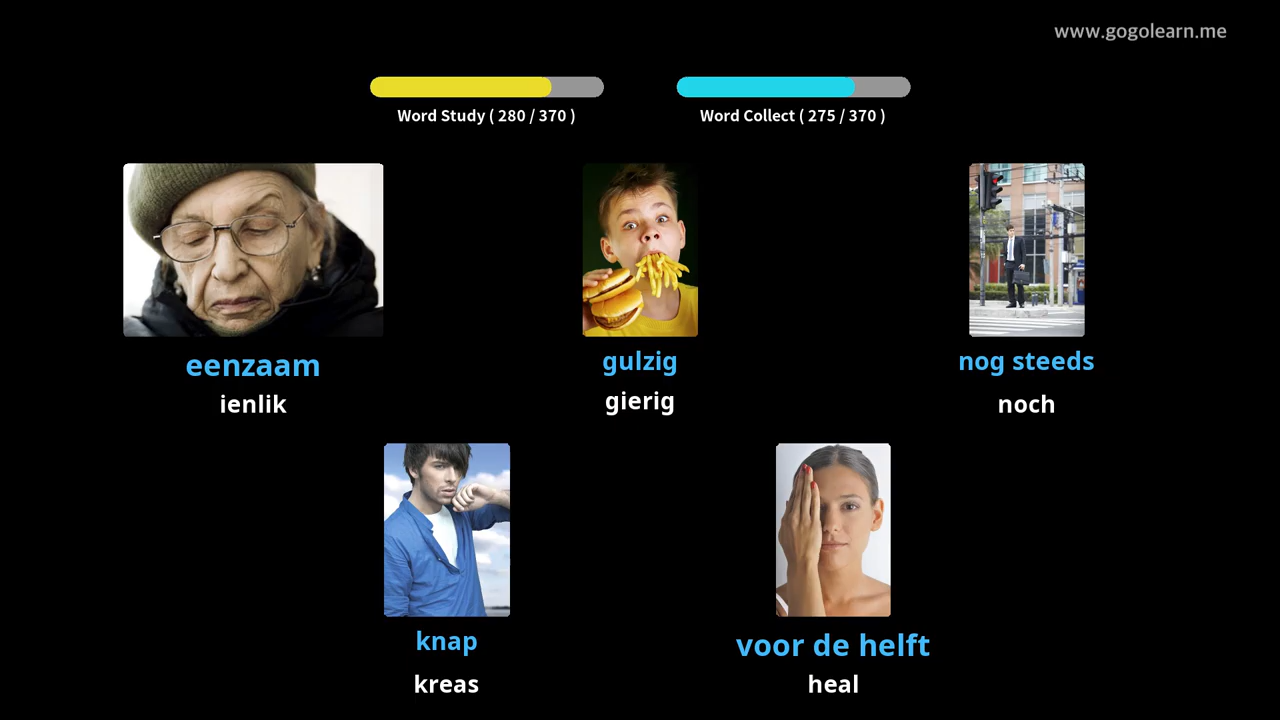 www.gogolearn.me
Word Study ( 280 / 370 )
Word Collect ( 275 / 370 )
eenzaam
ienlik
gulzig
gierig
nog steeds
noch
knap
kreas
voor de helft
heal